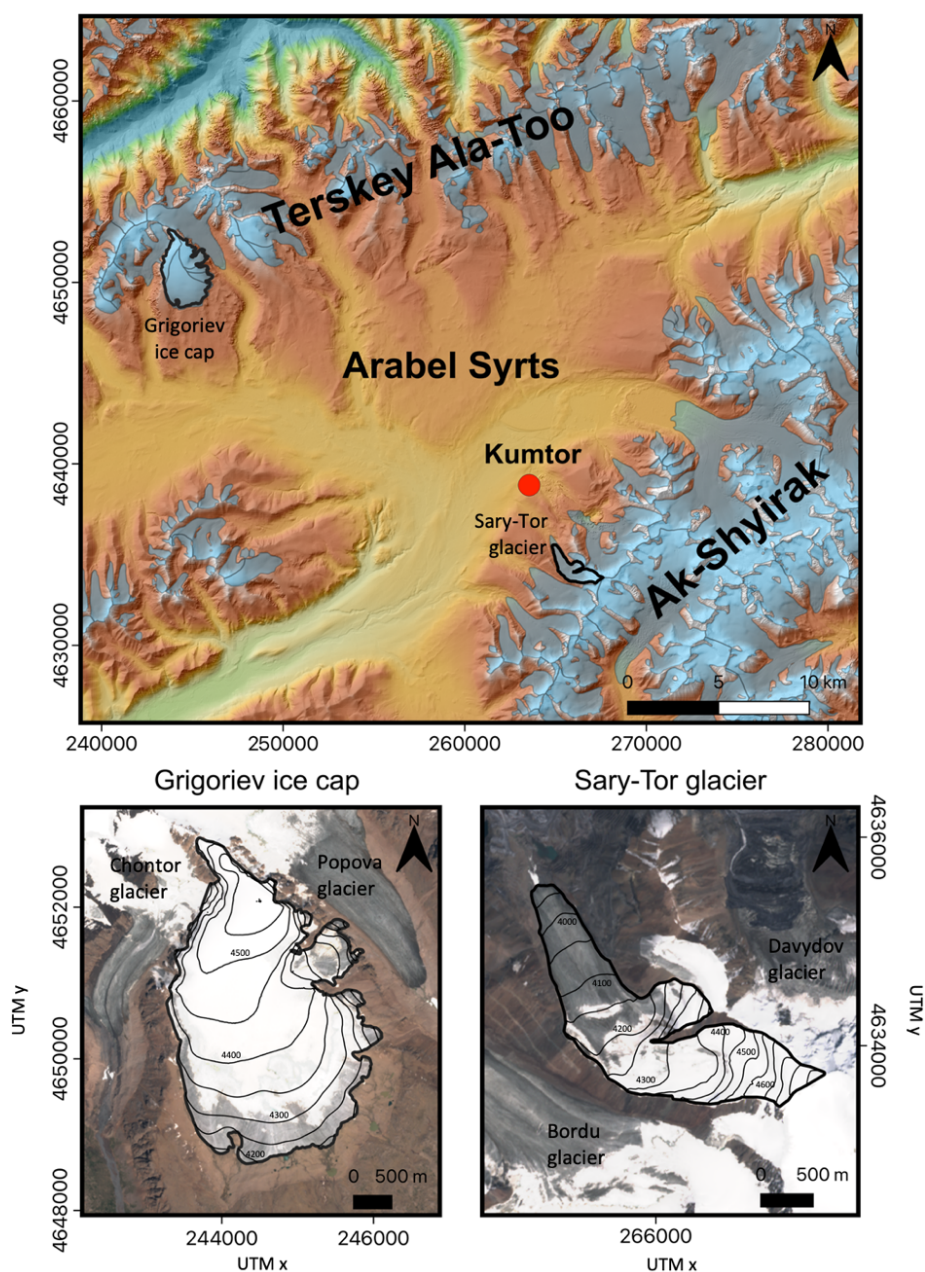 N
4660000
4650000
4640000
4630000
Terskey Ala-Too
Grigoriev
ice cap
Arabel Syrts
Kumtor
Sary-Tor
glacier
Ak-Shyirak
0 5 10 km
240000 250000 260000 270000 280000
Grigoriev ice cap
N
Chontor
glacier
Popova
glacier
4500
4400
4300
4200
0 500 m
4652000
4650000
4648000
UTM y
244000 246000
UTM x
Sary-Tor glacier
N
4000
4100
4200
4300
4400
4500
4600
Davydov
glacier
Bordu
glacier
0 500 m
4636000
4634000
UTM y
266000
UTM x